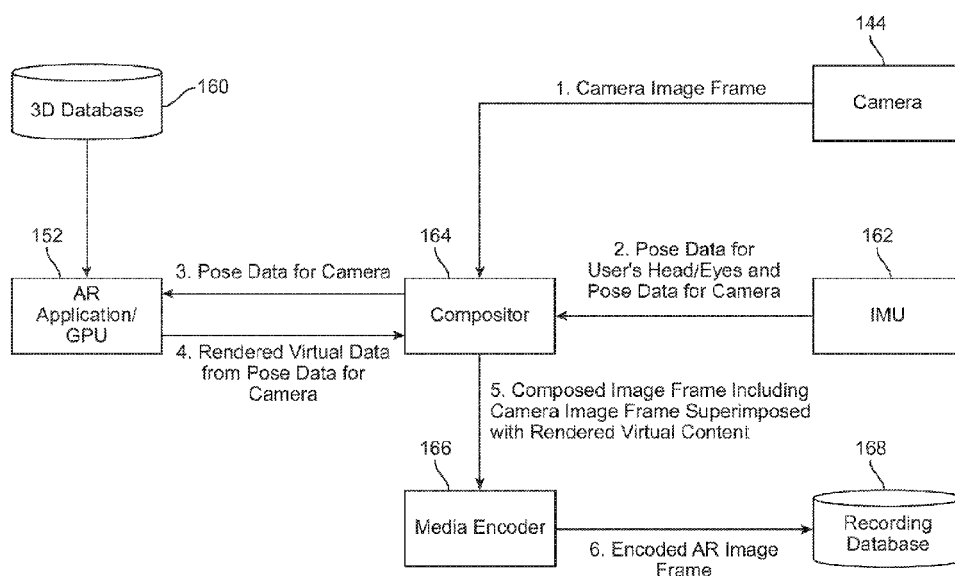 144
1. Camera Image Frame
Camera
160
3D Database
152
164
162
3. Pose Data for Camera
2. Pose Data for
User's Head/Eyes and
Pose Data for Camera
AR
Application/
GPU
Compositor
IMU
4. Rendered Virtual Data
from Pose Data for
Camera
5. Composed Image Frame Including
Camera Image Frame Superimposed
with Rendered Virtual Content
166
168
Media Encoder
Recording
Database
6. Encoded AR Image
Frame